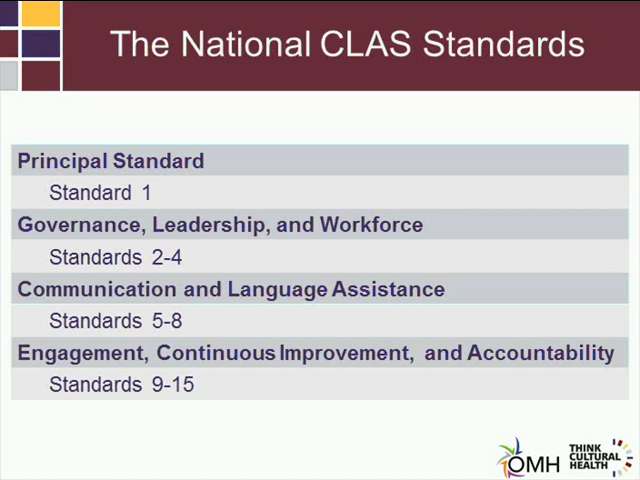 The National CLAS Standards
Principal Standard
Standard 1
Governance, Leadership, and Workforce
Standards 2-4
Communication and Language Assistance
Standards 5-8
Engagement, Continuous Improvement, and Accountability
Standards 9-15
OMH
THINK
CULTURAL
HEALTH